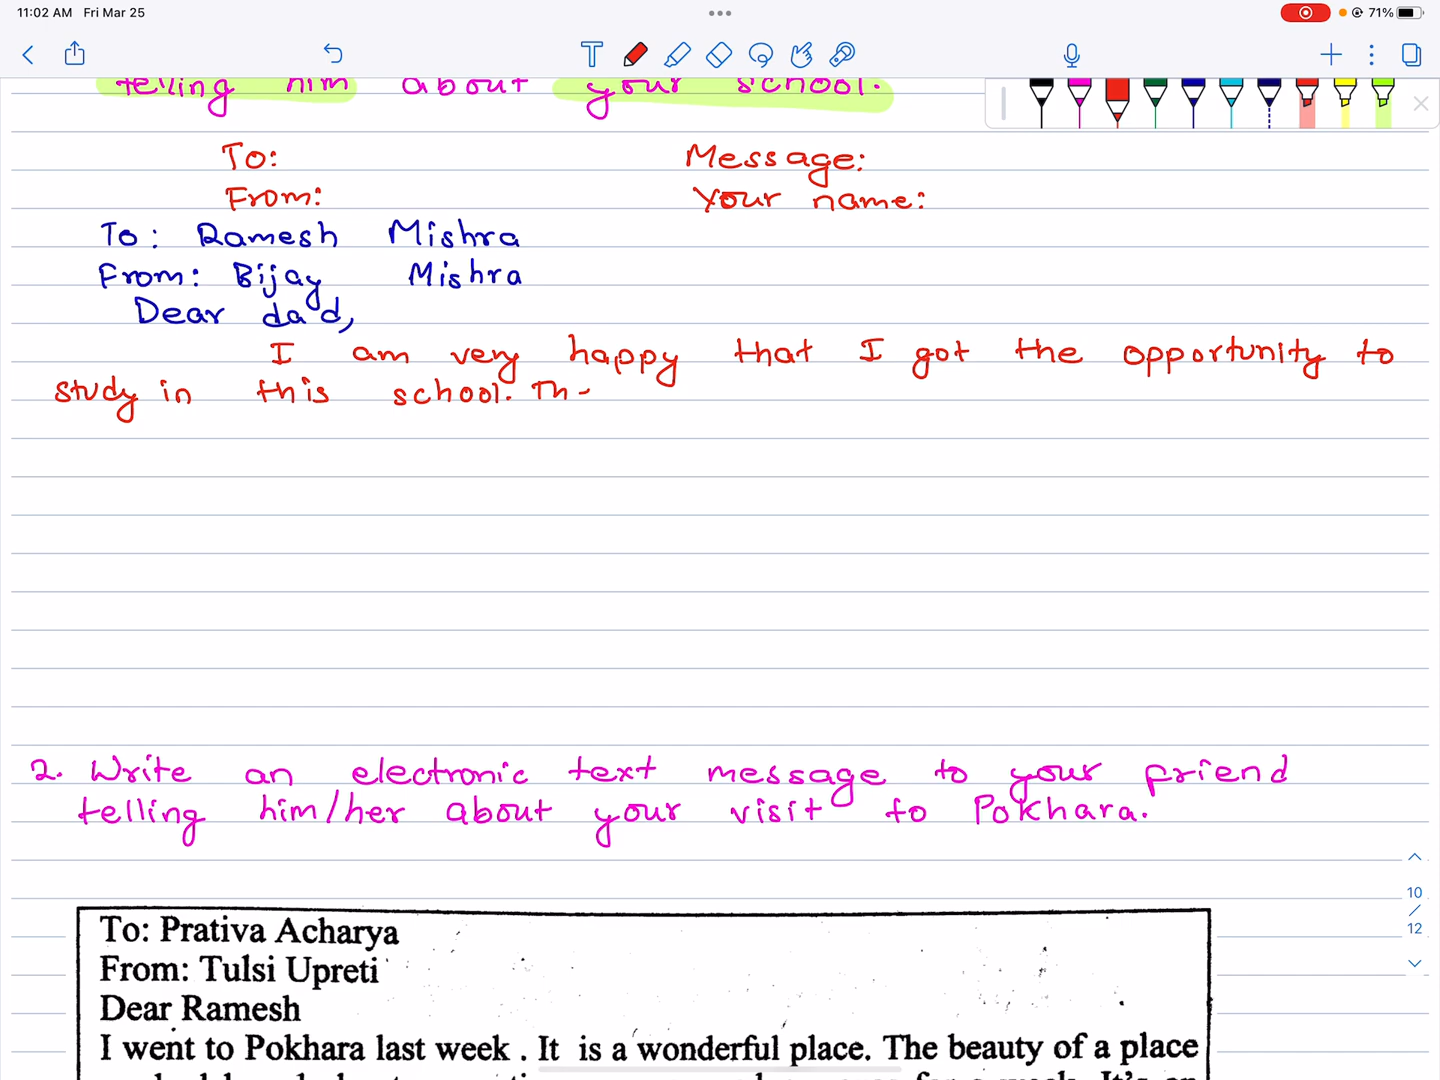 11:02 AM Fri Mar 25
71%
T
telling him about your school.
To: Message:
From: Your name:
To: Ramesh Mishra
From: Bijay Mishra
Dear dad,
I am very happy that I got the opportunity to
study in this school. Th
2. Write an electronic text message to your friend
telling him/her about your visit to Pokhara.
10
/
12
To: Prativa Acharya
From: Tulsi Upreti
Dear Ramesh
I went to Pokhara last week . It is a wonderful place. The beauty of a place